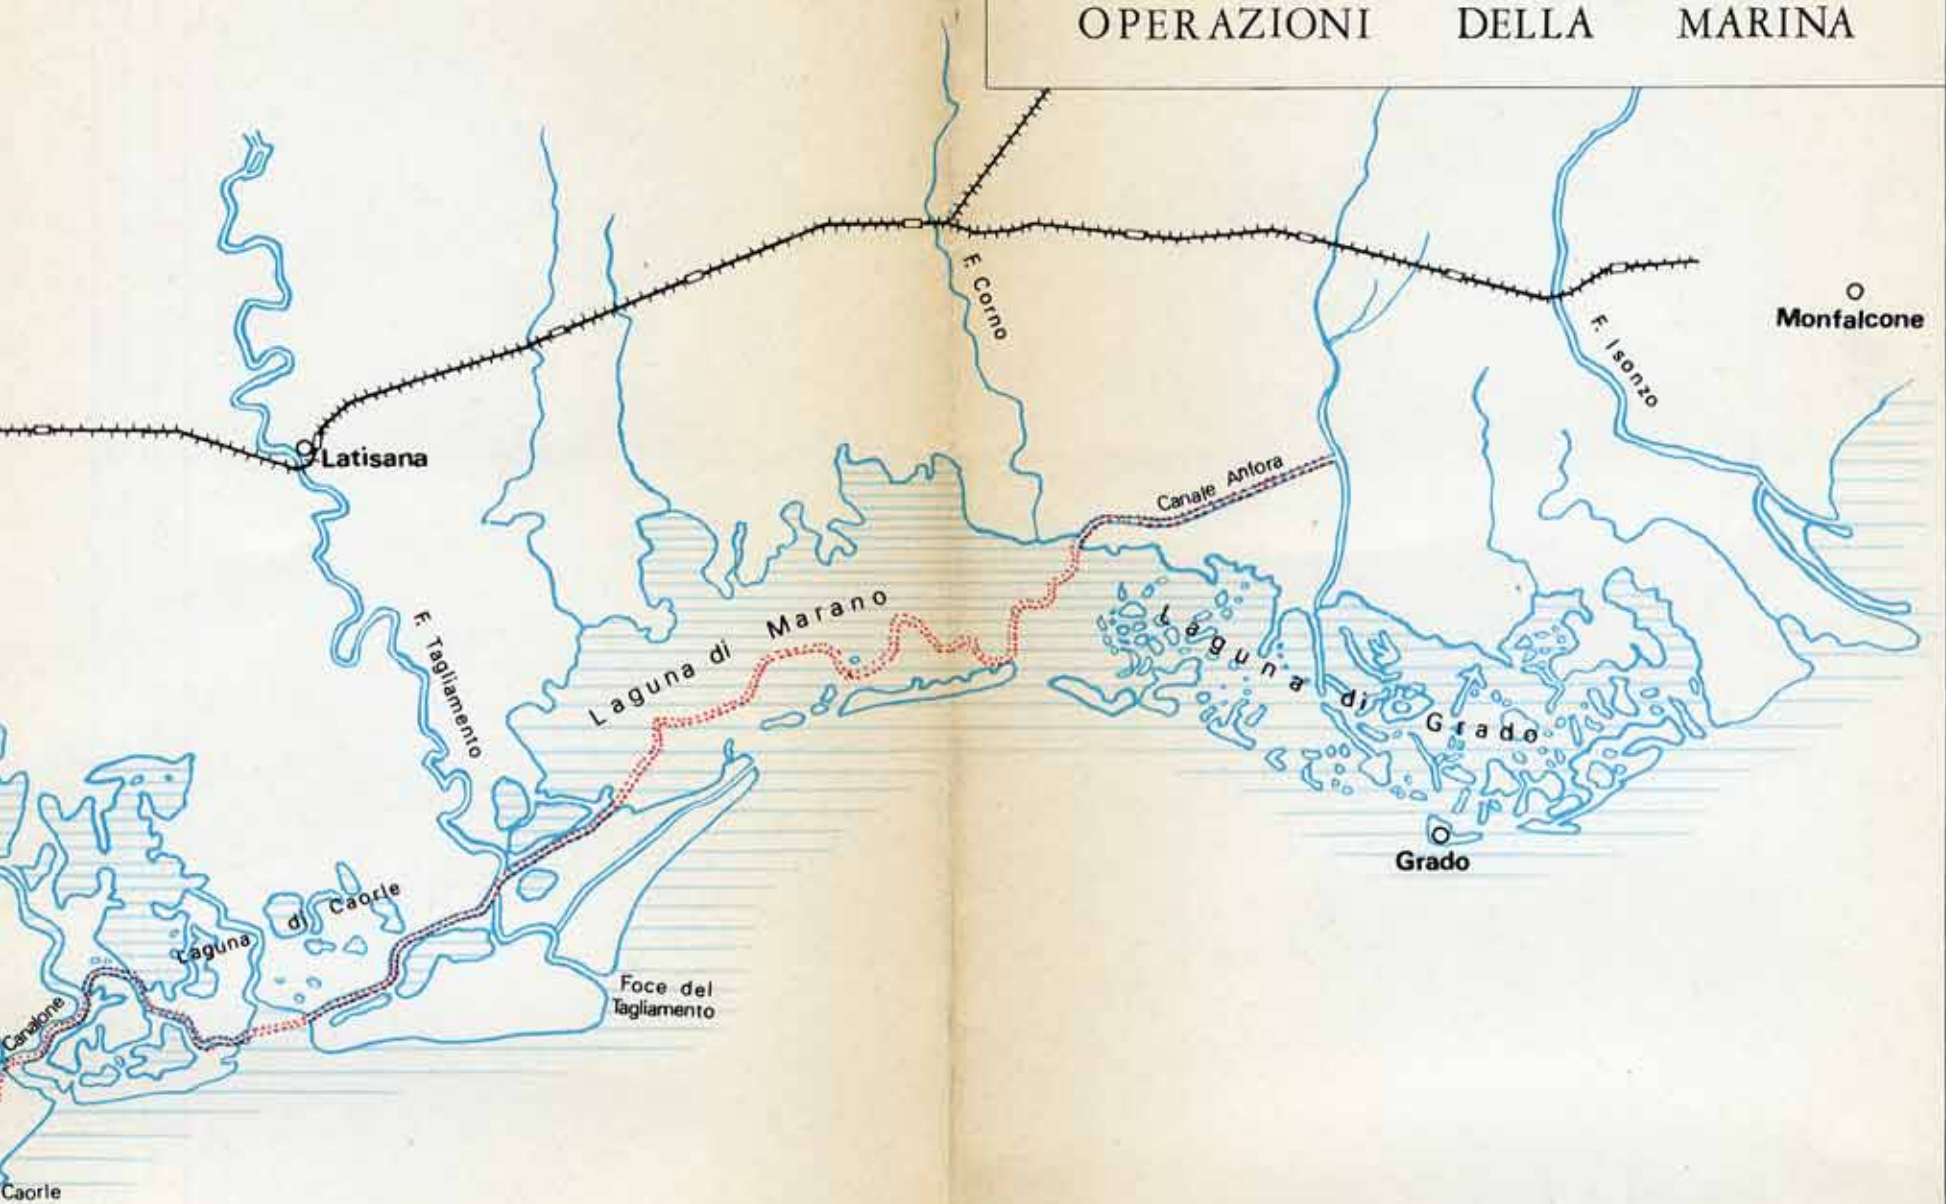 OPERAZIONI DELLA MARINA
F. Corno
Monfalcone
F. Isonzo
Latisana
Canale Anfora
Laguna di Marano
F. Tagliamento
Laguna di Grado
Grado
Laguna di Caorle
Foce del
Tagliamento
Canalone
Caorle